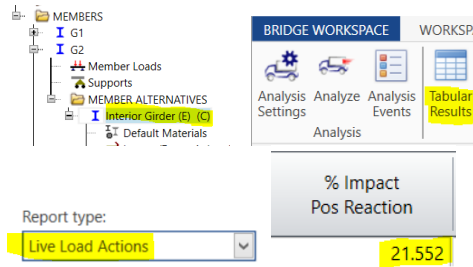 MEMBERS
G1
G2
Member Loads
Supports
MEMBER ALTERNATIVES
Interior Girder (E) (C)
Default Materials
BRIDGE WORKSPACE
WORKSPA
Analysis Settings
Analyze
Analysis Events
Tabular Results
Analysis
Report type:
Live Load Actions
% Impact
Pos Reaction
21.552